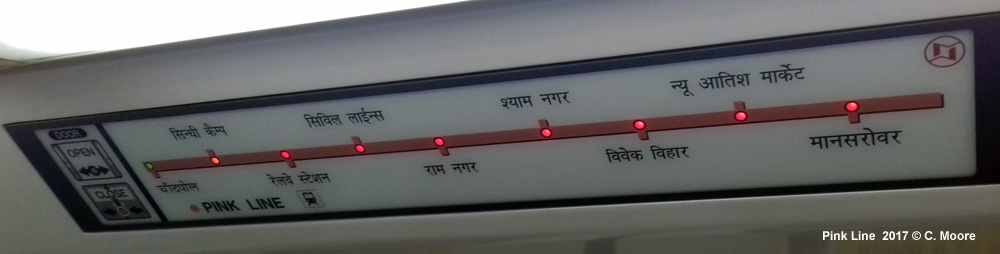 DOOR
OPEN
CLOSE
चाँदपोल
सिन्धी कैम्प
रेलवे स्टेशन
सिविल लाईन्स
राम नगर
श्याम नगर
विवेक विहार
न्यू आतिश मार्केट
मानसरोवर
PINK LINE
Pink Line 2017 © C. Moore